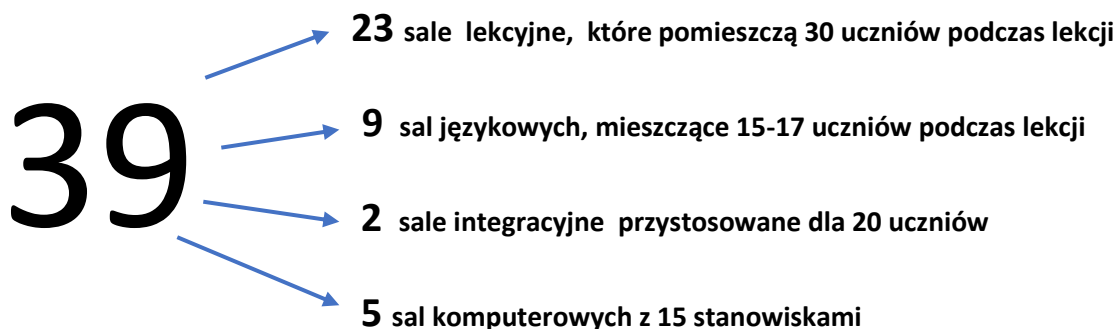 39
23 sale lekcyjne, które pomieszczą 30 uczniów podczas lekcji
9 sal językowych, mieszczące 15-17 uczniów podczas lekcji
2 sale integracyjne przystosowane dla 20 uczniów
5 sal komputerowych z 15 stanowiskami